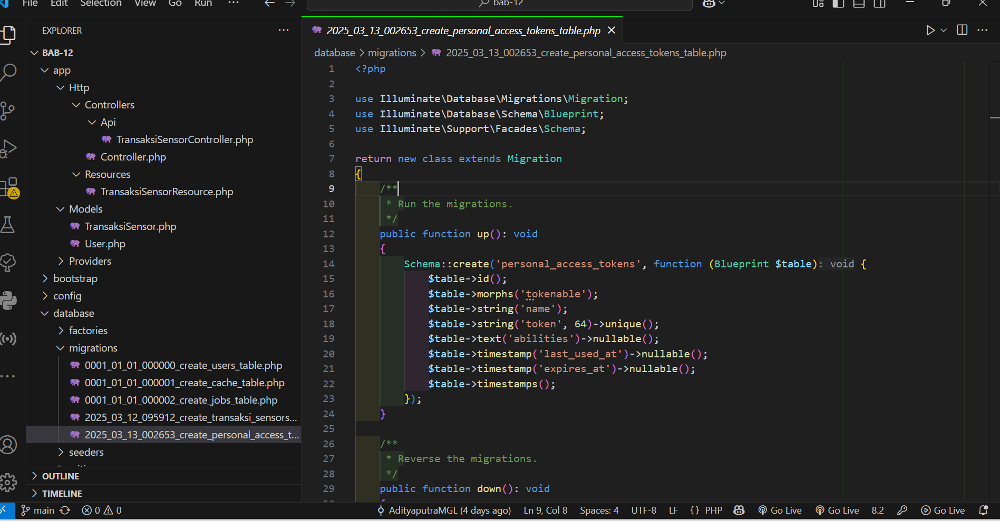 File Edit Selection View Go Run ··· bab-12
EXPLORER ···
BAB-12
app
Http
Controllers
Api
TransaksiSensorController.php
Controller.php
Resources
TransaksiSensorResource.php
Models
TransaksiSensor.php
User.php
Providers
bootstrap
config
database
factories
migrations
0001_01_01_000000_create_users_table.php
0001_01_01_000001_create_cache_table.php
0001_01_01_000002_create_jobs_table.php
2025_03_12_095912_create_transaksi_sensors...
2025_03_13_002653_create_personal_access_t...
seeders
OUTLINE
TIMELINE
2025_03_13_002653_create_personal_access_tokens_table.php
database > migrations > 2025_03_13_002653_create_personal_access_tokens_table.php
1 <?php
2
3 use Illuminate\Database\Migrations\Migration;
4 use Illuminate\Database\Schema\Blueprint;
5 use Illuminate\Support\Facades\Schema;
6
7 return new class extends Migration
8 {
9 /**
10 * Run the migrations.
11 */
12 public function up(): void
13 {
14 Schema::create('personal_access_tokens', function (Blueprint $table): void {
15 $table->id();
16 $table->morphs('tokenable');
17 $table->string('name');
18 $table->string('token', 64)->unique();
19 $table->text('abilities')->nullable();
20 $table->timestamp('last_used_at')->nullable();
21 $table->timestamp('expires_at')->nullable();
22 $table->timestamps();
23 });
24 }
25
26 /**
27 * Reverse the migrations.
28 */
29 public function down(): void
main 0 0 AdityaputraMGL (4 days ago) Ln 9, Col 8 Spaces: 4 UTF-8 LF {} PHP Go Live Go Live 8.2 Go Live